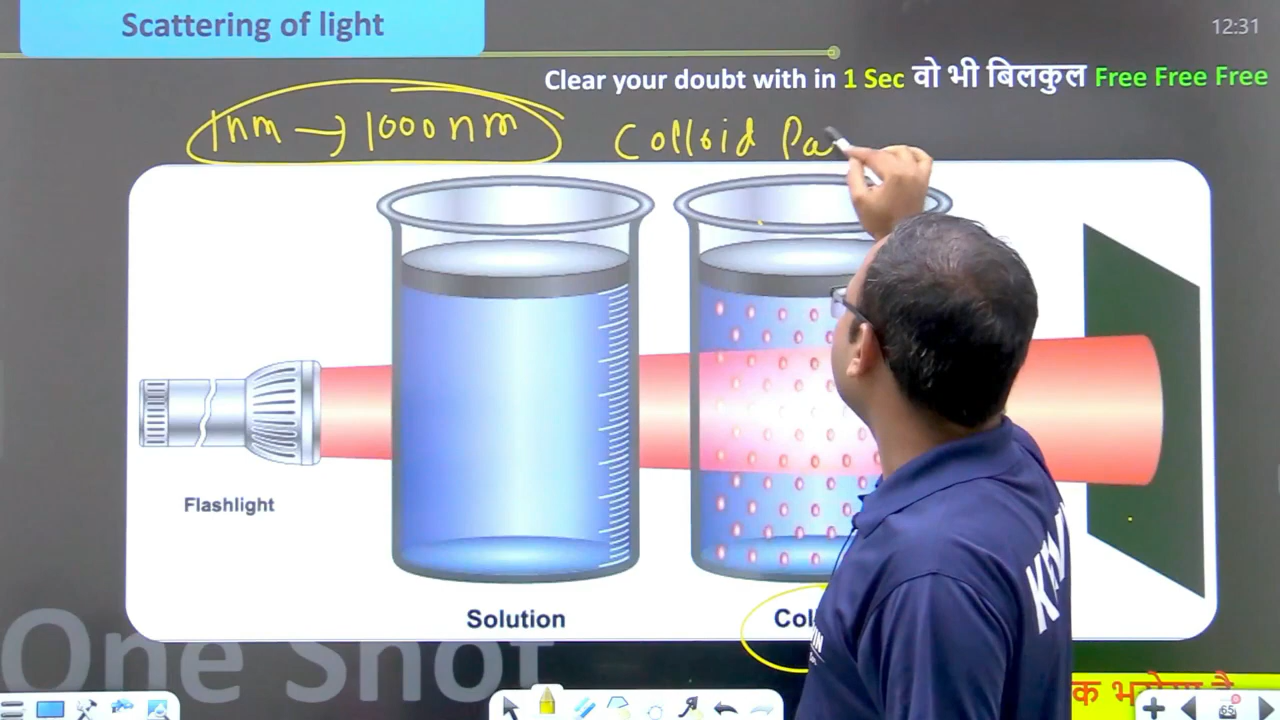 Scattering of light
12:31
Clear your doubt with in 1 Sec वो भी बिलकुल Free Free Free
1nm → 1000nm
Colloid Pa
Flashlight
Solution
Col
One Shot
65